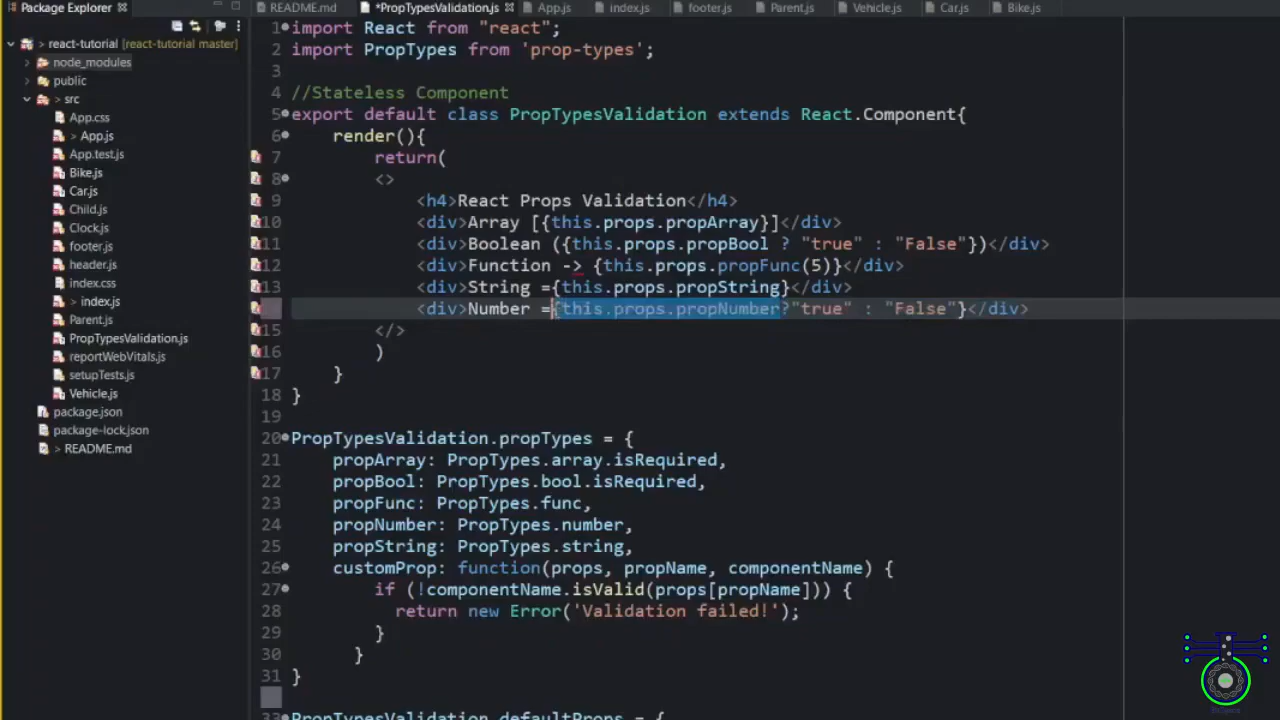 Package Explorer
README.md
*PropTypesValidation.js
App.js
index.js
footer.js
Parent.js
Vehicle.js
Car.js
Bike.js
> react-tutorial [react-tutorial master]
node_modules
public
> src
App.css
> App.js
App.test.js
Bike.js
Car.js
Child.js
Clock.js
footer.js
header.js
index.css
> index.js
Parent.js
PropTypesValidation.js
reportWebVitals.js
setupTests.js
Vehicle.js
package.json
package-lock.json
> README.md
1 import React from "react";
2 import PropTypes from 'prop-types';
3
4 //Stateless Component
5 export default class PropTypesValidation extends React.Component{
6 render(){
7 return(
8 <>
9 <h4>React Props Validation</h4>
10 <div>Array [{this.props.propArray}]</div>
11 <div>Boolean ({this.props.propBool ? "true" : "False"})</div>
12 <div>Function -> {this.props.propFunc(5)}</div>
13 <div>String ={this.props.propString}</div>
<div>Number ={this.props.propNumber?"true" : "False"}</div>
15 </>
16 )
17 }
18 }
19
20 PropTypesValidation.propTypes = {
21 propArray: PropTypes.array.isRequired,
22 propBool: PropTypes.bool.isRequired,
23 propFunc: PropTypes.func,
24 propNumber: PropTypes.number,
25 propString: PropTypes.string,
26 customProp: function(props, propName, componentName) {
27 if (!componentName.isValid(props[propName])) {
28 return new Error('Validation failed!');
29 }
30 }
31 }
33 PropTypesValidation.defaultProps = {